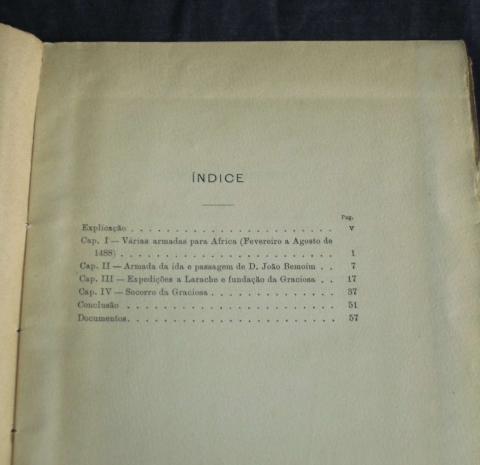 ÍNDICE
Pag.
Explicação . . . . . . . . . . . . . . . . . . . . . . . . v
Cap. I — Várias armadas para Africa (Fevereiro a Agosto de
1488) . . . . . . . . . . . . . . . . . . . . . . . . 1
Cap. II — Armada da ida e passagem de D. João Bemoim . . 7
Cap. III — Expedições a Larache e fundação da Graciosa . . 17
Cap. IV — Socorro da Graciosa . . . . . . . . . . . . . . 37
Conclusão . . . . . . . . . . . . . . . . . . . . . . . . 51
Documentos. . . . . . . . . . . . . . . . . . . . . . . . 57